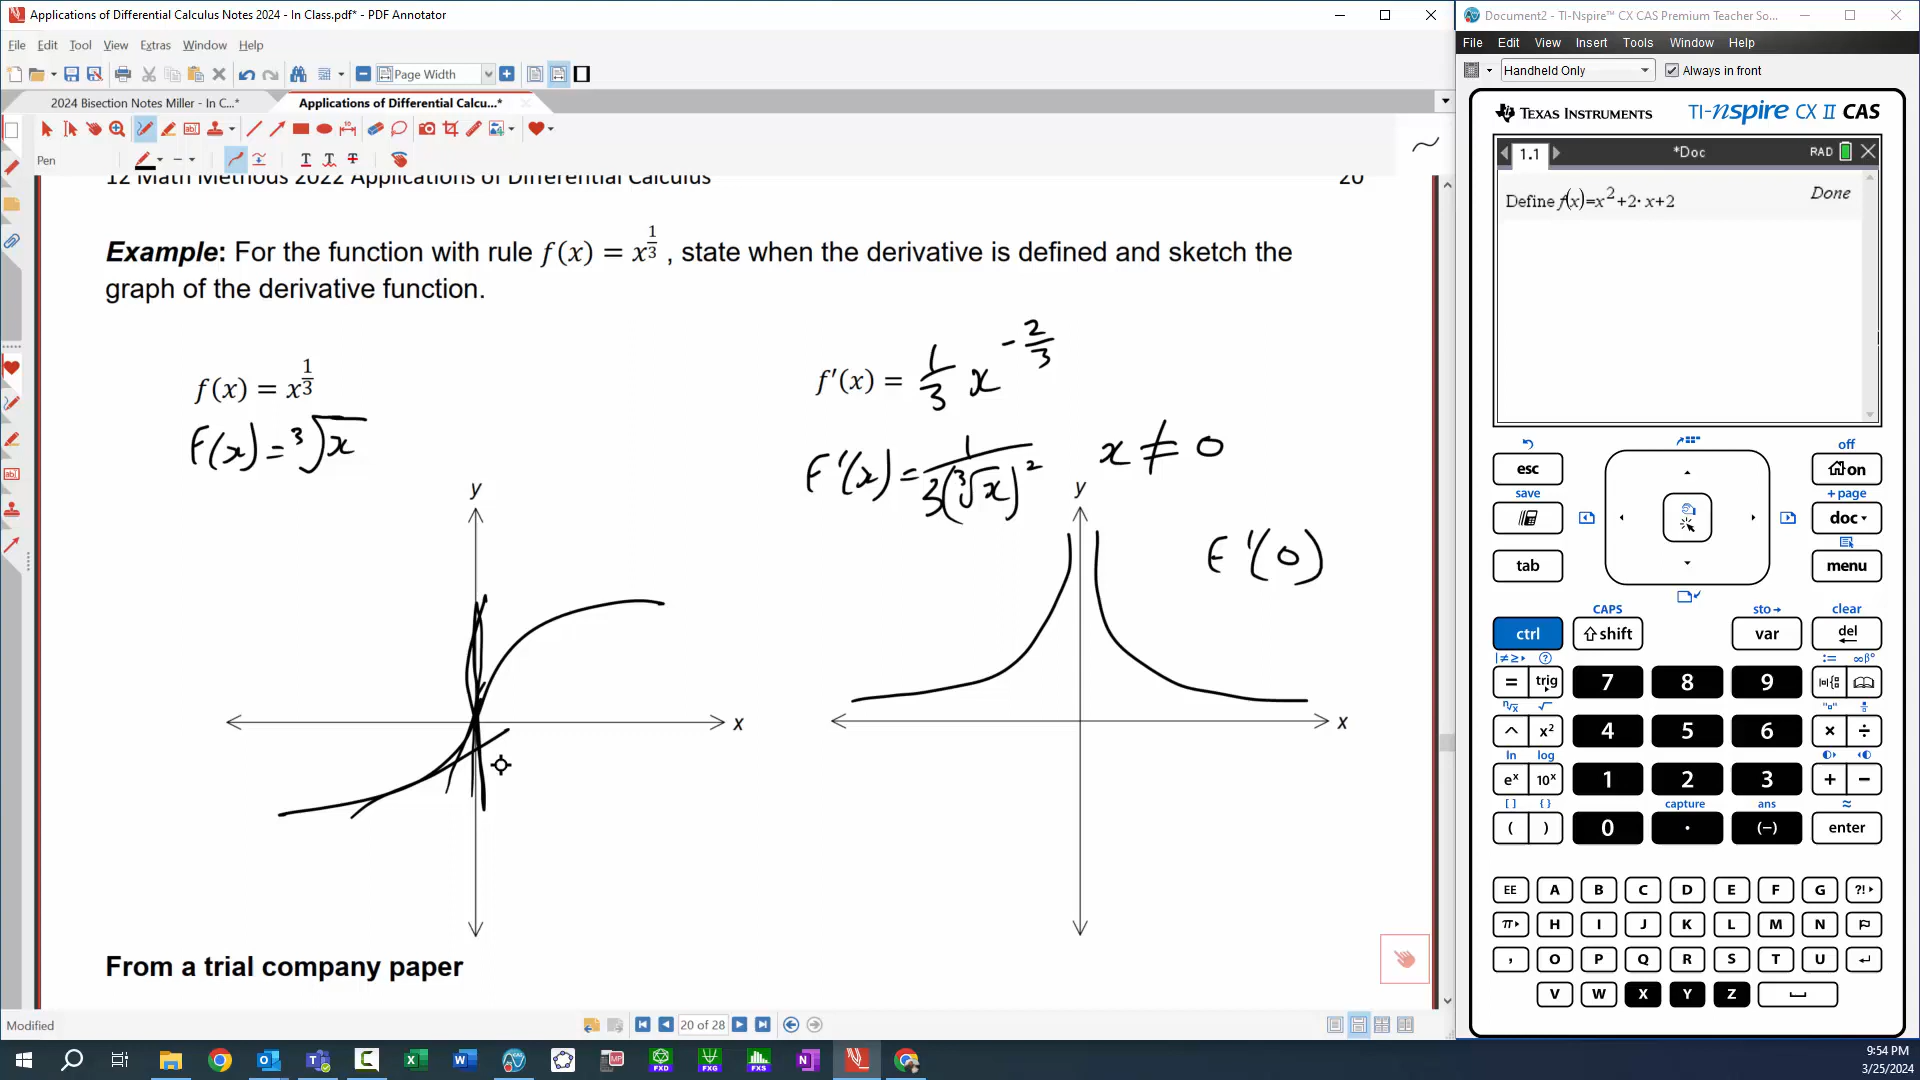 Applications of Differential Calculus Notes 2024 - In Class.pdf* - PDF Annotator
File Edit Tool View Extras Window Help
Page Width
2024 Bisection Notes Miller - In C...*
Applications of Differential Calcu...*
Pen
12 Math Methods 2022 Applications of Differential Calculus 20
Example: For the function with rule f(x) = x^{1/3} , state when the derivative is defined and sketch the
graph of the derivative function.
f(x) = x^{1/3}
f(x) = ³√x
f′(x) = 1/3 x^{-2/3}
f'(x) = 1/3(³√x)² x ≠ 0
f'(0)
y
x
y
x
From a trial company paper
Modified
20 of 28
Document2 - TI-Nspire™ CX CAS Premium Teacher So...
File Edit View Insert Tools Window Help
Handheld Only
Always in front
TEXAS INSTRUMENTS
TI-nspire CX II CAS
1.1 *Doc RAD
Define f(x)=x²+2·x+2 Done
off
esc
on
save
+ page
doc
tab
menu
CAPS sto→ clear
ctrl shift var del
= trig 7 8 9
^ x² 4 5 6 × ÷
ln log
eˣ 10ˣ 1 2 3 + −
[ ] { } capture ans ≈
( ) 0 . (−) enter
EE A B C D E F G ?!
π H I J K L M N
, O P Q R S T U
V W X Y Z
FXD FXG FXS
9:54 PM
3/25/2024